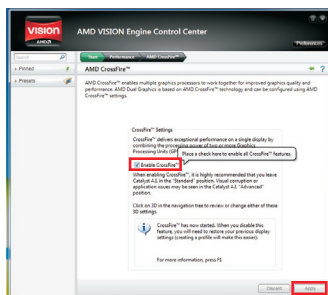 VISION
AMD
AMD VISION Engine Control Center
Preferences
Search
Start
Performance
AMD CrossFire™
Pinned
Presets
AMD CrossFire™
AMD CrossFire™ enables multiple graphics processors to work together for improved graphics quality and
performance. AMD Dual Graphics is based on AMD CrossFire™ technology and can be configured using AMD
CrossFire™ settings.
CrossFire™ Settings
CrossFire™ delivers exceptional performance on a single display by
combining the processing power of two or more Graphics
Processing Units (GP
Place a check here to enable all CrossFire™ features.
Enable CrossFire™
When enabling CrossFire™, it is highly recommended that you leave
Catalyst A.I. in the "Standard" position. Visual corruption or
application issues may be seen in the Catalyst A.I. "Advanced"
position.
Click on 3D in the navigation tree to review or change either of these
3D settings.
CrossFire™ has now started. When you disable this
feature, you will need to restore your previous display
settings (creating a profile will make this easier).
For more information, press F1
Discard
Apply